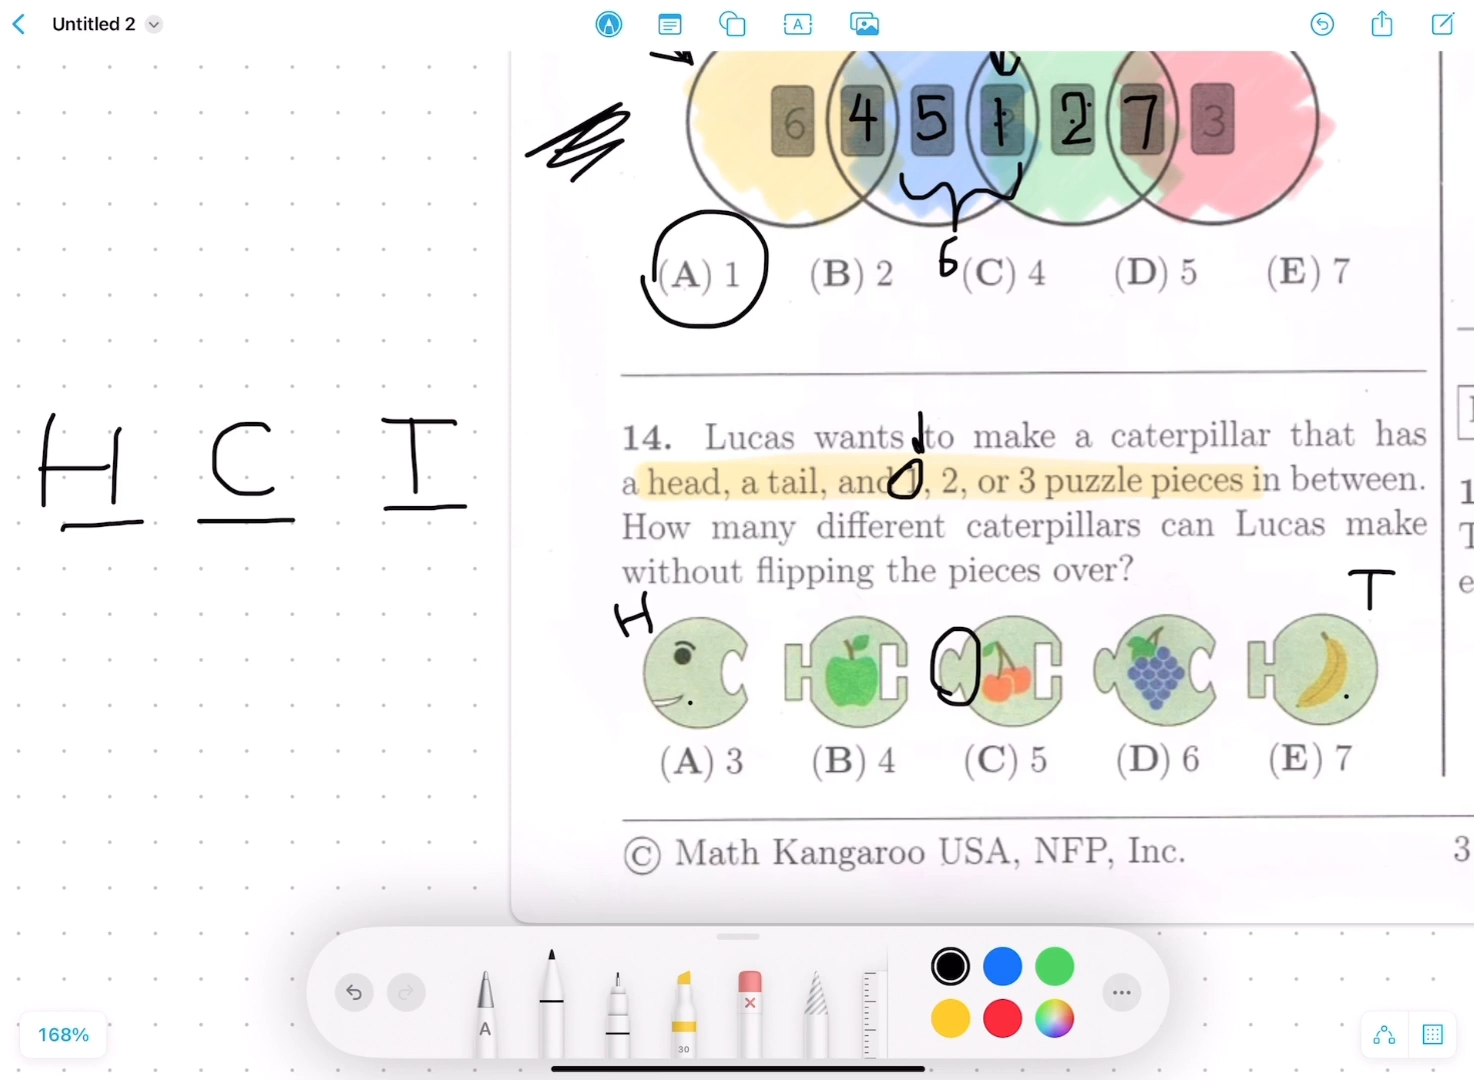 Untitled 2
A
6 4 5 1 2 7 3
6
(A) 1 (B) 2 (C) 4 (D) 5 (E) 7
H C T
14. Lucas wants to make a caterpillar that has
a head, a tail, and 1, 2, or 3 puzzle pieces in between.
How many different caterpillars can Lucas make
without flipping the pieces over?
H T
(A) 3 (B) 4 (C) 5 (D) 6 (E) 7
© Math Kangaroo USA, NFP, Inc.
3
A
30
168%